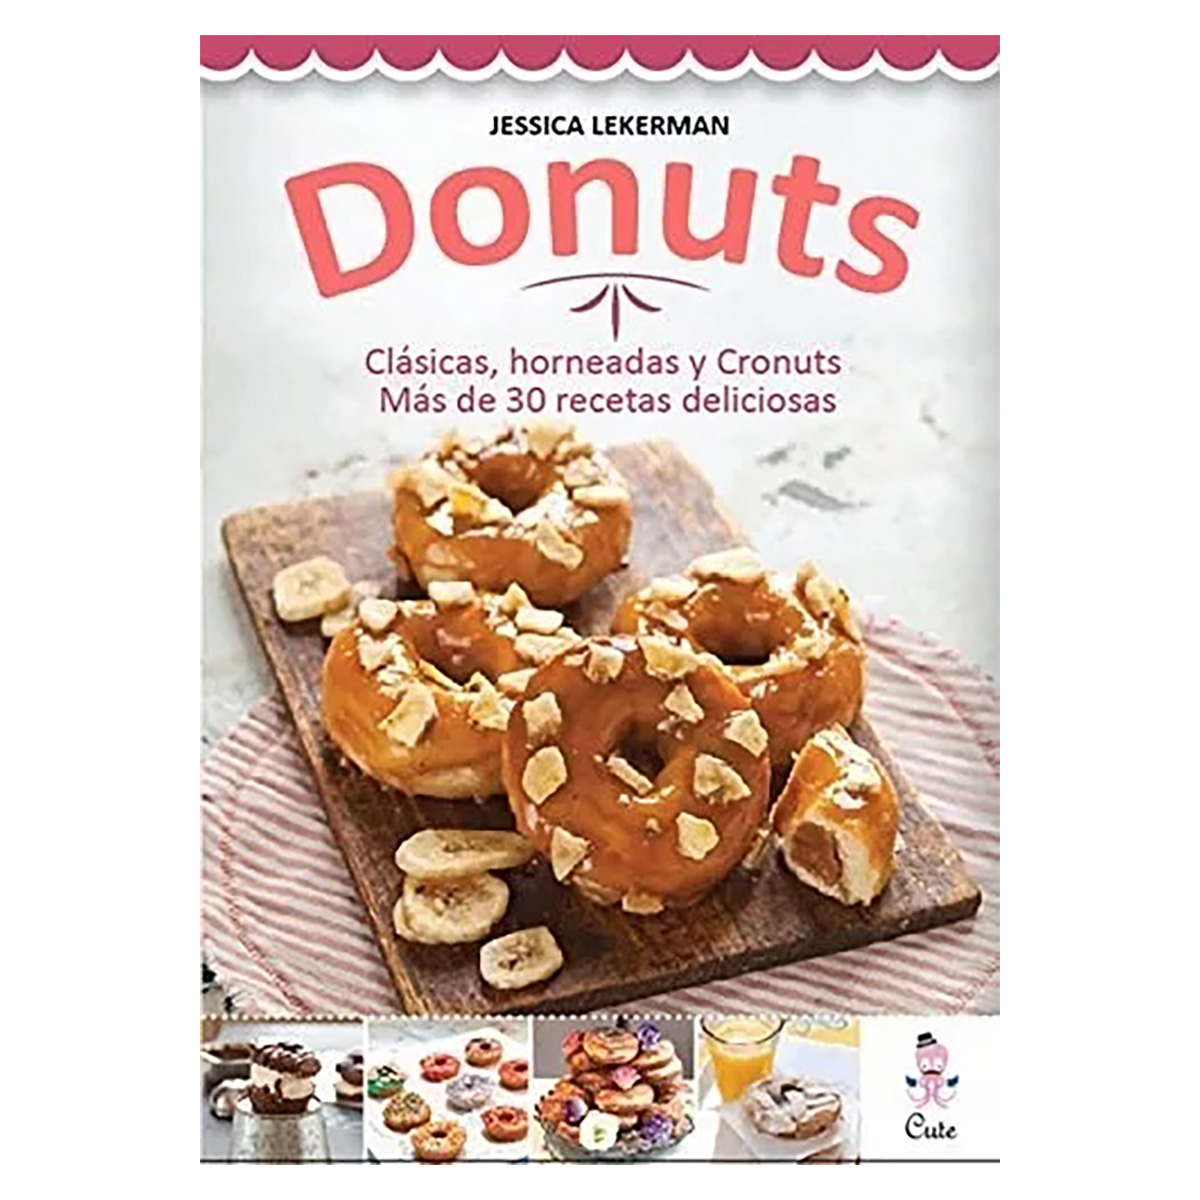 JESSICA LEKERMAN
Donuts
Clásicas, horneadas y Cronuts
Más de 30 recetas deliciosas
Cute